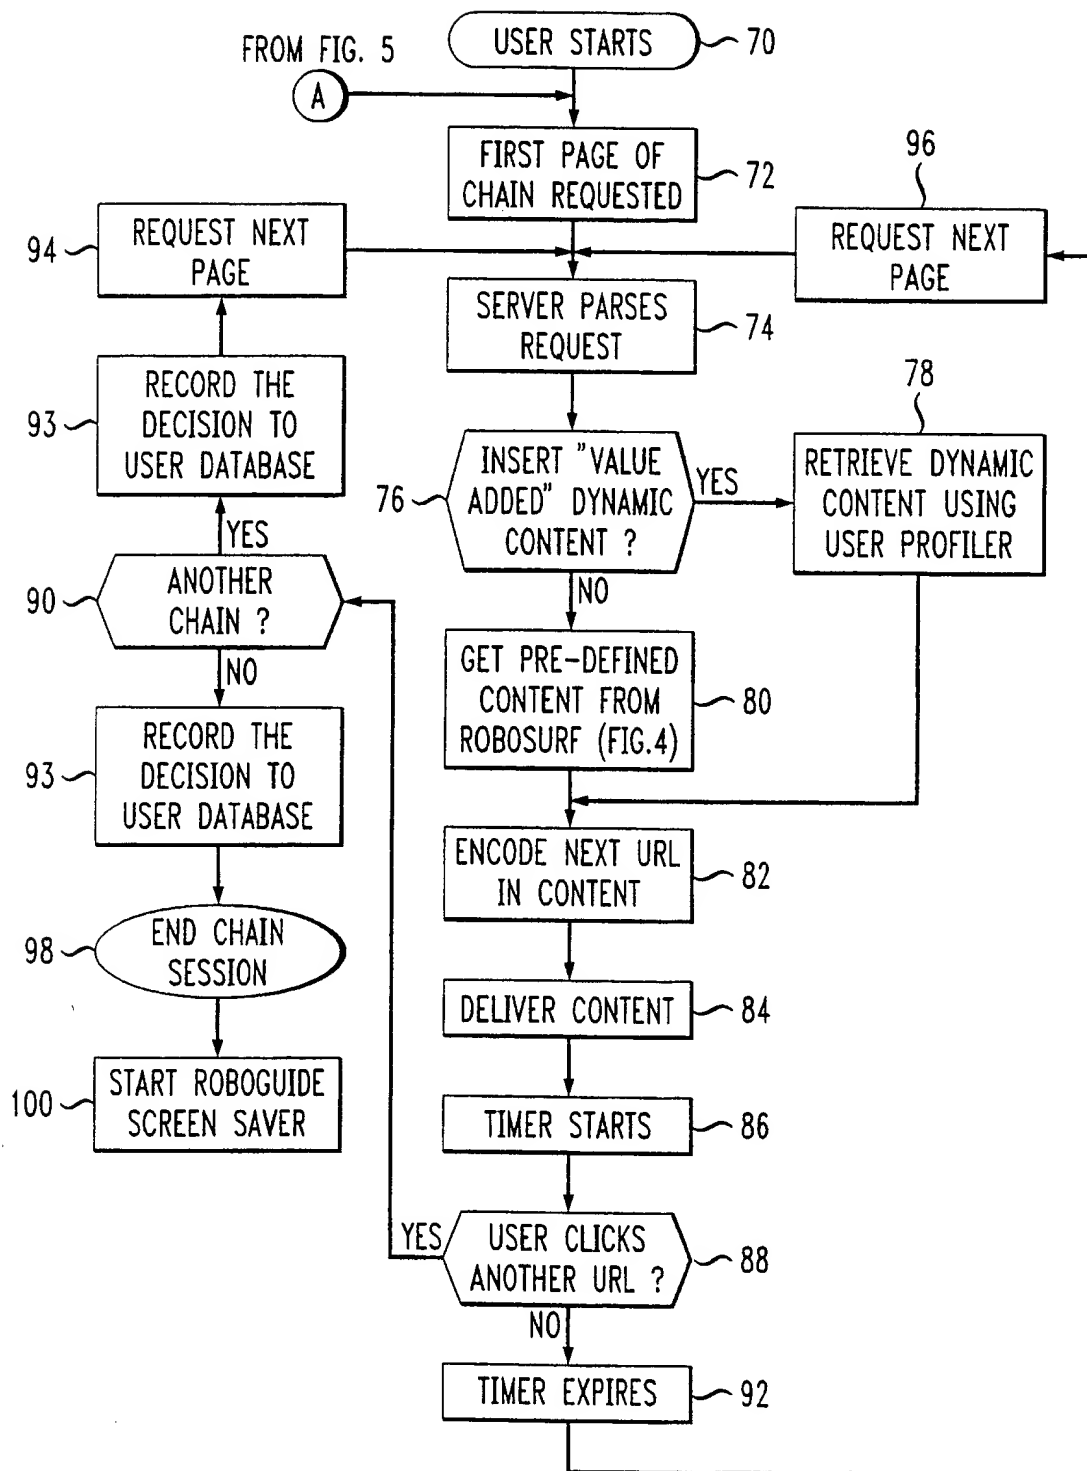 USER STARTS
70
FROM FIG. 5
A
FIRST PAGE OF
CHAIN REQUESTED
72
96
REQUEST NEXT
PAGE
94
REQUEST NEXT
PAGE
SERVER PARSES
REQUEST
74
78
RECORD THE
DECISION TO
USER DATABASE
93
INSERT "VALUE
ADDED" DYNAMIC
CONTENT ?
76
YES
RETRIEVE DYNAMIC
CONTENT USING
USER PROFILER
YES
NO
ANOTHER
CHAIN ?
90
NO
GET PRE-DEFINED
CONTENT FROM
ROBOSURF (FIG.4)
80
RECORD THE
DECISION TO
USER DATABASE
93
ENCODE NEXT URL
IN CONTENT
82
END CHAIN
SESSION
98
DELIVER CONTENT
84
START ROBOGUIDE
SCREEN SAVER
100
TIMER STARTS
86
YES
USER CLICKS
ANOTHER URL ?
88
NO
TIMER EXPIRES
92